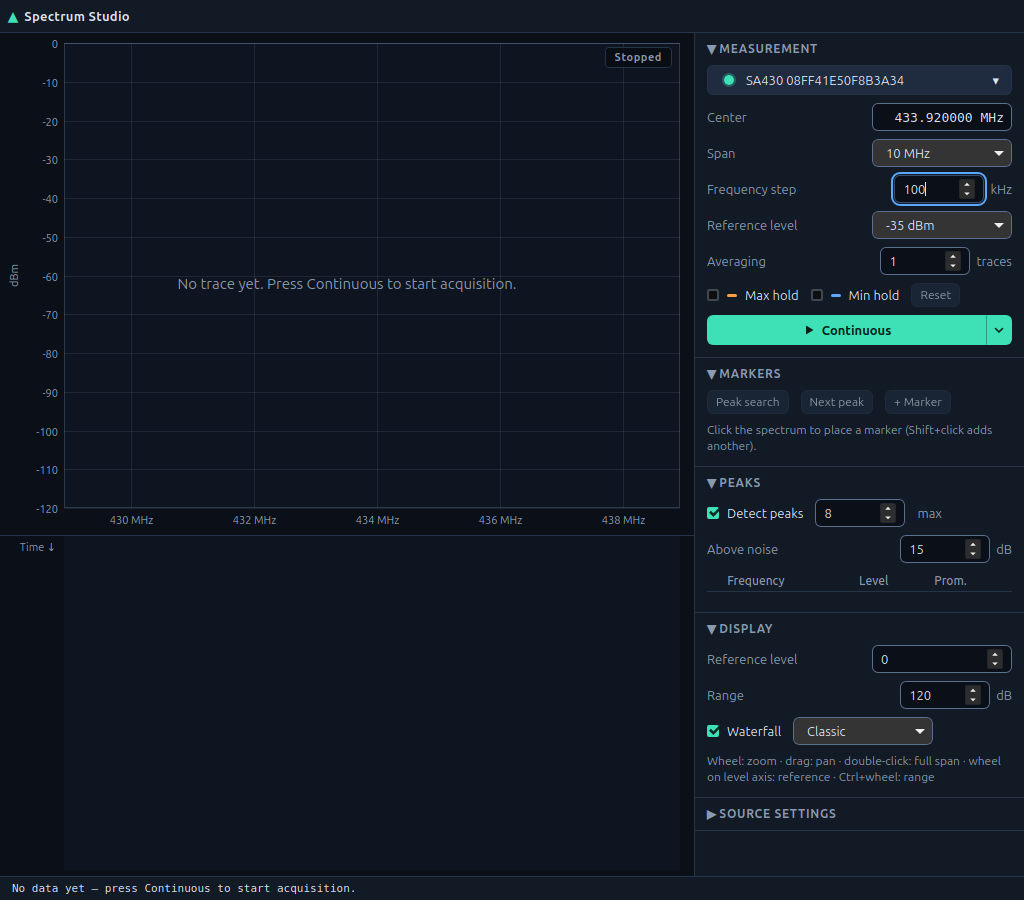 Spectrum Studio
Stopped
0
-10
-20
-30
-40
-50
-60
-70
-80
-90
-100
-110
-120
dBm
No trace yet. Press Continuous to start acquisition.
430 MHz 432 MHz 434 MHz 436 MHz 438 MHz
Time ↓
▼ MEASUREMENT
SA430 08FF41E50F8B3A34 ▾
Center 433.920000 MHz
Span 10 MHz
Frequency step 100 kHz
Reference level -35 dBm
Averaging 1 traces
Max hold Min hold Reset
Continuous
▼ MARKERS
Peak search Next peak + Marker
Click the spectrum to place a marker (Shift+click adds
another).
▼ PEAKS
Detect peaks 8 max
Above noise 15 dB
Frequency Level Prom.
▼ DISPLAY
Reference level 0
Range 120 dB
Waterfall Classic
Wheel: zoom · drag: pan · double-click: full span · wheel
on level axis: reference · Ctrl+wheel: range
▶ SOURCE SETTINGS
No data yet — press Continuous to start acquisition.